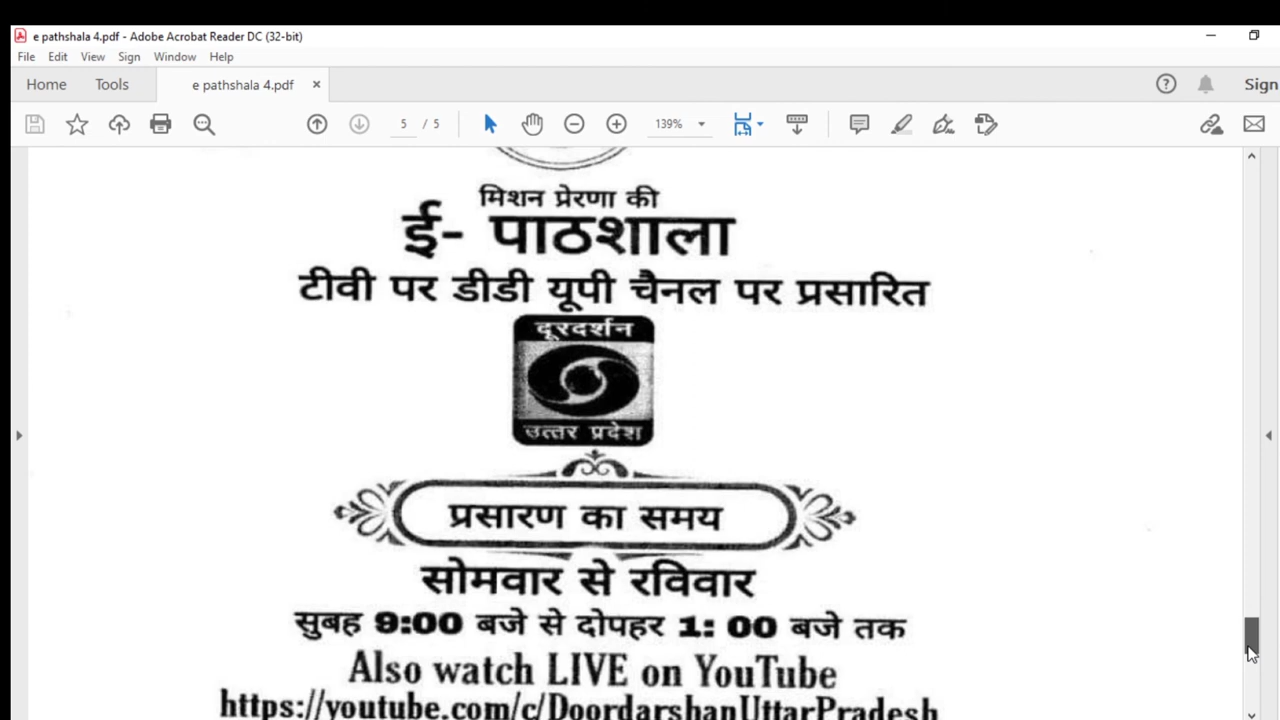 e pathshala 4.pdf - Adobe Acrobat Reader DC (32-bit)
File Edit View Sign Window Help
Home Tools e pathshala 4.pdf × Sign
5 / 5 139%
मिशन प्रेरणा की
ई- पाठशाला
टीवी पर डीडी यूपी चैनल पर प्रसारित
दूरदर्शन
उत्तर प्रदेश
प्रसारण का समय
सोमवार से रविवार
सुबह 9:00 बजे से दोपहर 1: 00 बजे तक
Also watch LIVE on YouTube
https://youtube.com/c/DoordarshanUttarPradesh